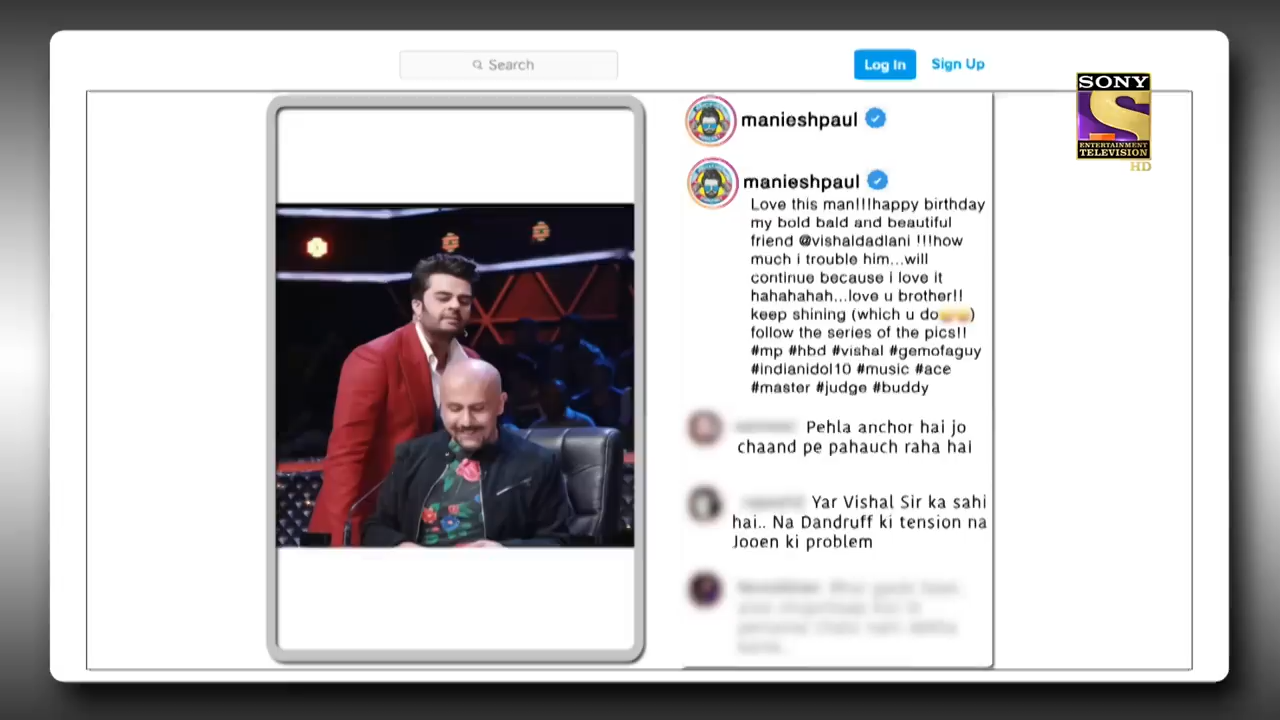 Search
Log In
Sign Up
SONY
S
ENTERTAINMENT
TELEVISION
HD
manieshpaul
manieshpaul
Love this man!!!happy birthday
my bold bald and beautiful
friend @vishaldadlani !!!how
much i trouble him...will
continue because i love it
hahahahah...love u brother!!
keep shining (which u do😂😂)
follow the series of the pics!!
#mp #hbd #vishal #gemofaguy
#indianidol10 #music #ace
#master #judge #buddy
Pehla anchor hai jo
chaand pe pahauch raha hai
Yar Vishal Sir ka sahi
hai.. Na Dandruff ki tension na
Jooen ki problem